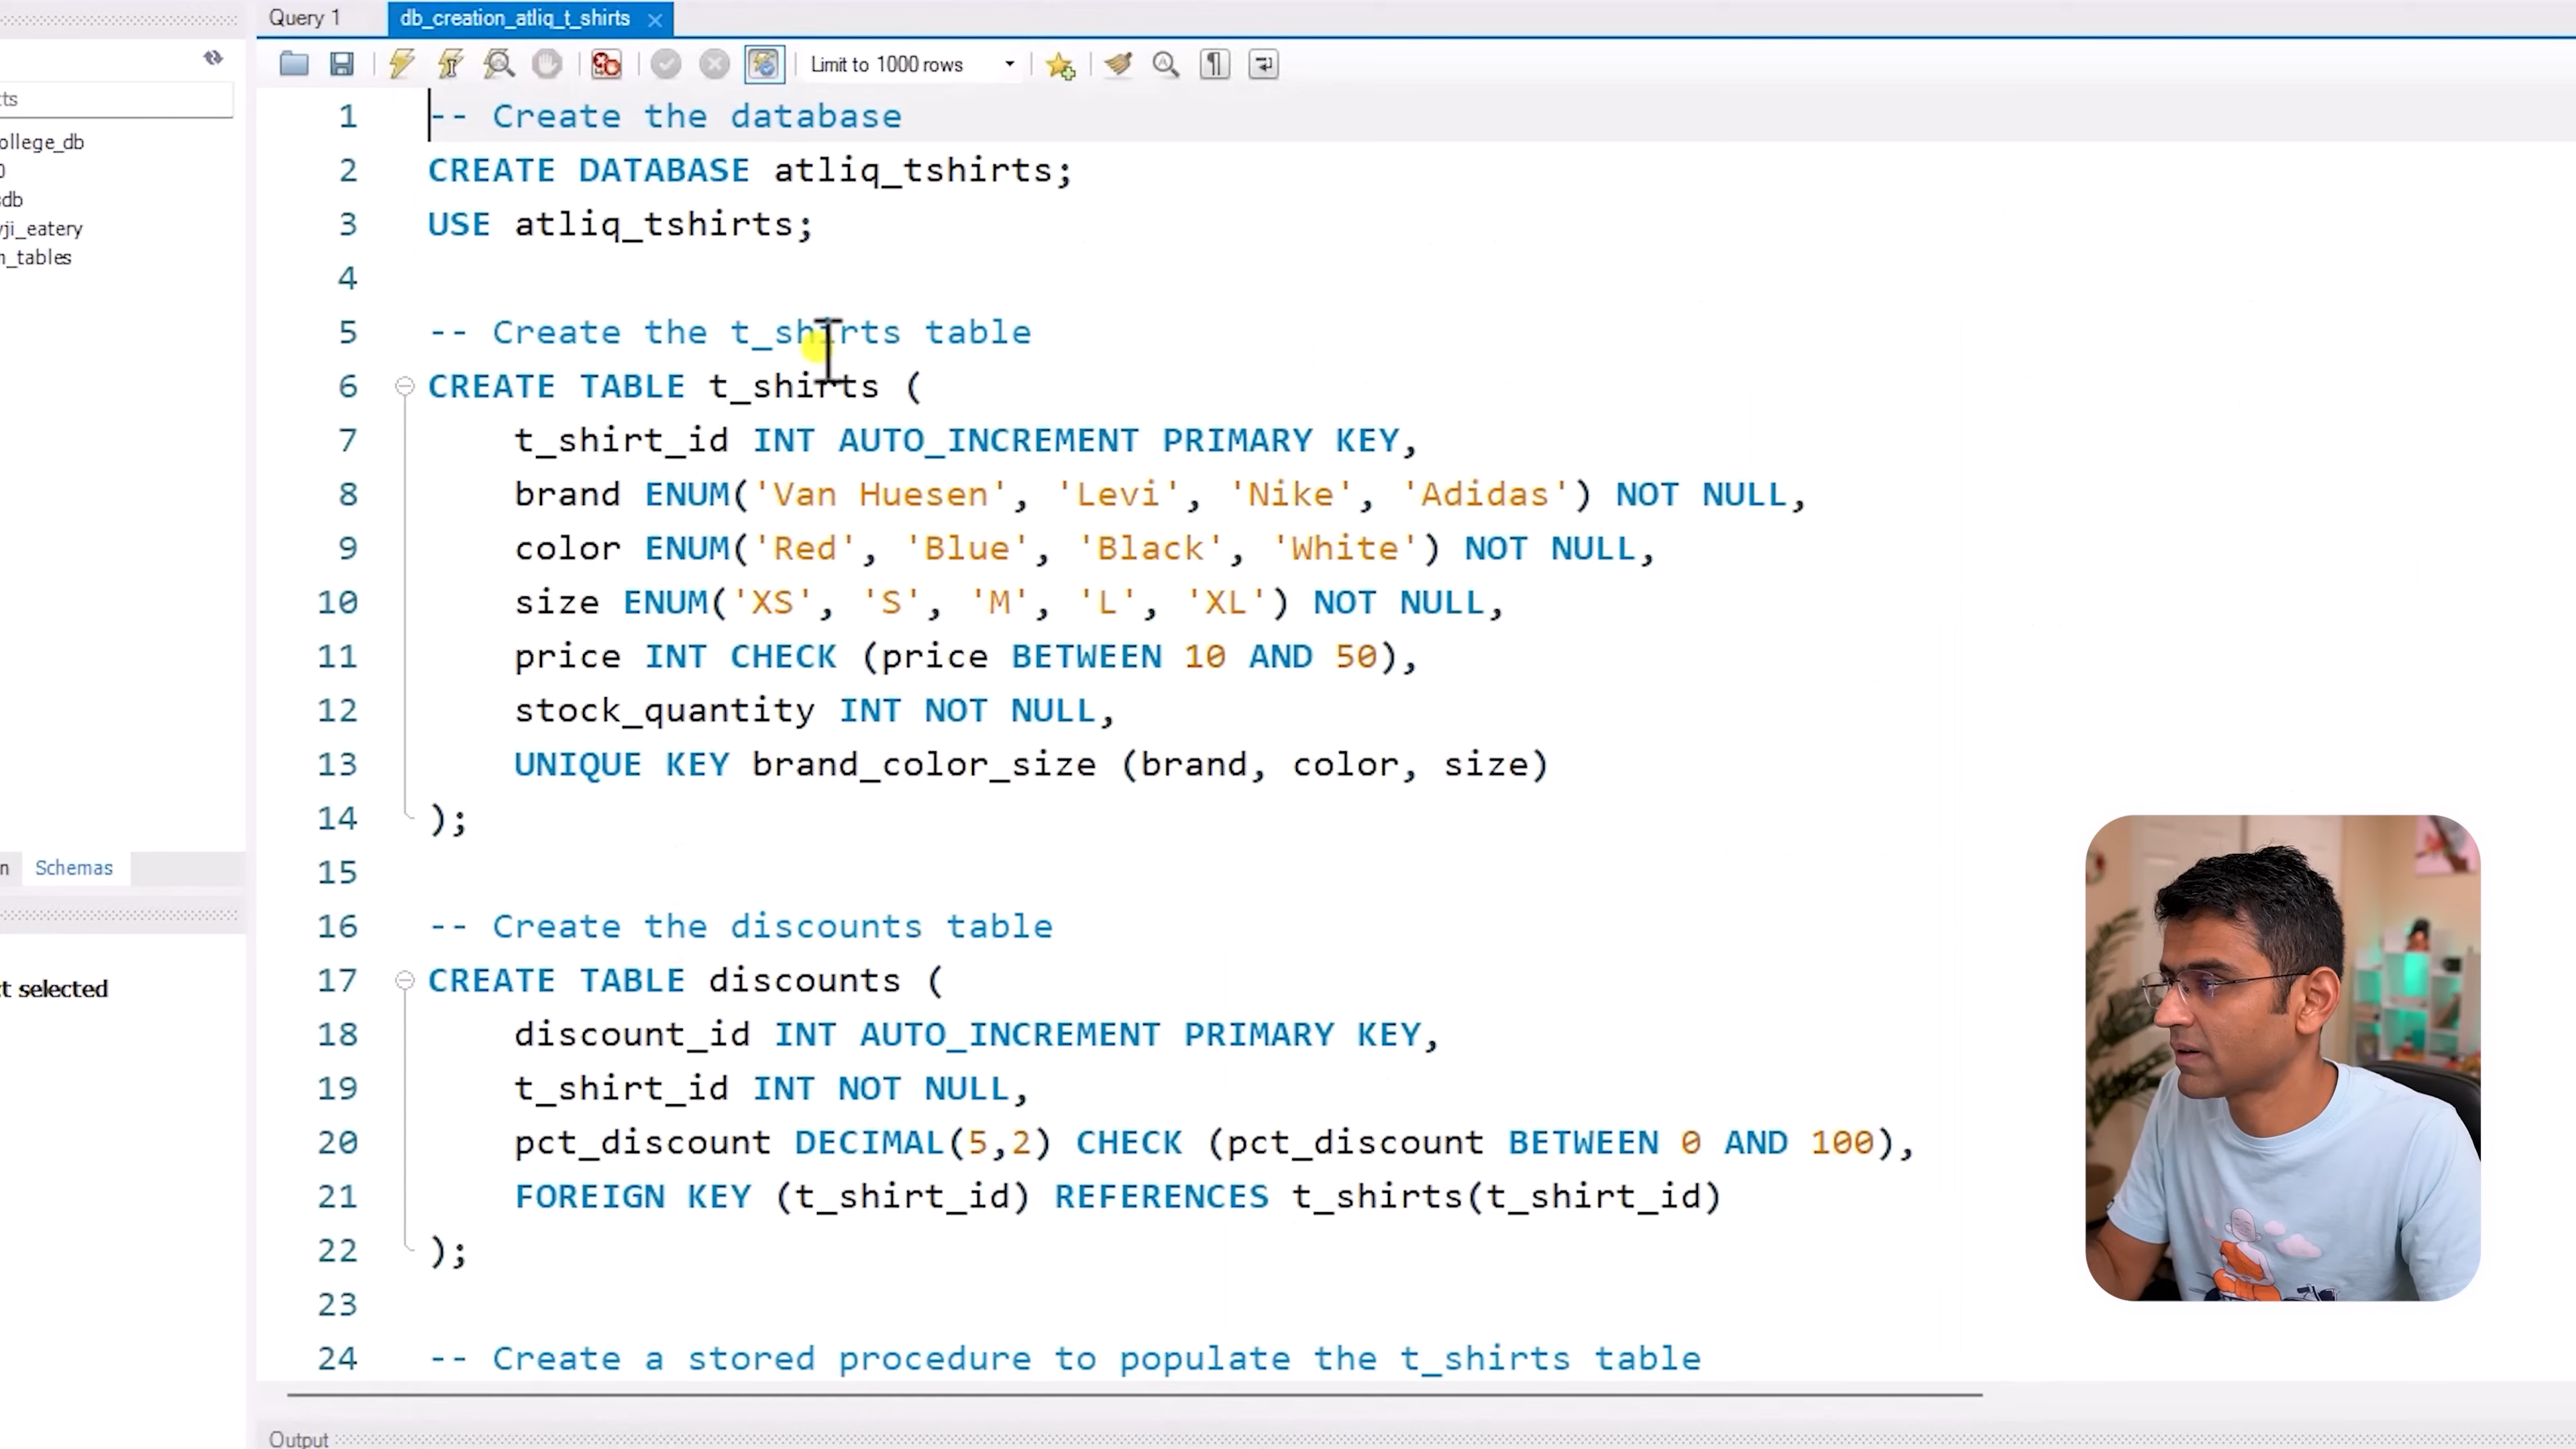 Query 1
db_creation_atliq_t_shirts
Limit to 1000 rows
ts
ollege_db
0
sdb
ji_eatery
_tables
n
Schemas
t selected
1 -- Create the database
2 CREATE DATABASE atliq_tshirts;
3 USE atliq_tshirts;
4
5 -- Create the t_shirts table
6 CREATE TABLE t_shirts (
7 t_shirt_id INT AUTO_INCREMENT PRIMARY KEY,
8 brand ENUM('Van Huesen', 'Levi', 'Nike', 'Adidas') NOT NULL,
9 color ENUM('Red', 'Blue', 'Black', 'White') NOT NULL,
10 size ENUM('XS', 'S', 'M', 'L', 'XL') NOT NULL,
11 price INT CHECK (price BETWEEN 10 AND 50),
12 stock_quantity INT NOT NULL,
13 UNIQUE KEY brand_color_size (brand, color, size)
14 );
15
16 -- Create the discounts table
17 CREATE TABLE discounts (
18 discount_id INT AUTO_INCREMENT PRIMARY KEY,
19 t_shirt_id INT NOT NULL,
20 pct_discount DECIMAL(5,2) CHECK (pct_discount BETWEEN 0 AND 100),
21 FOREIGN KEY (t_shirt_id) REFERENCES t_shirts(t_shirt_id)
22 );
23
24 -- Create a stored procedure to populate the t_shirts table
Output